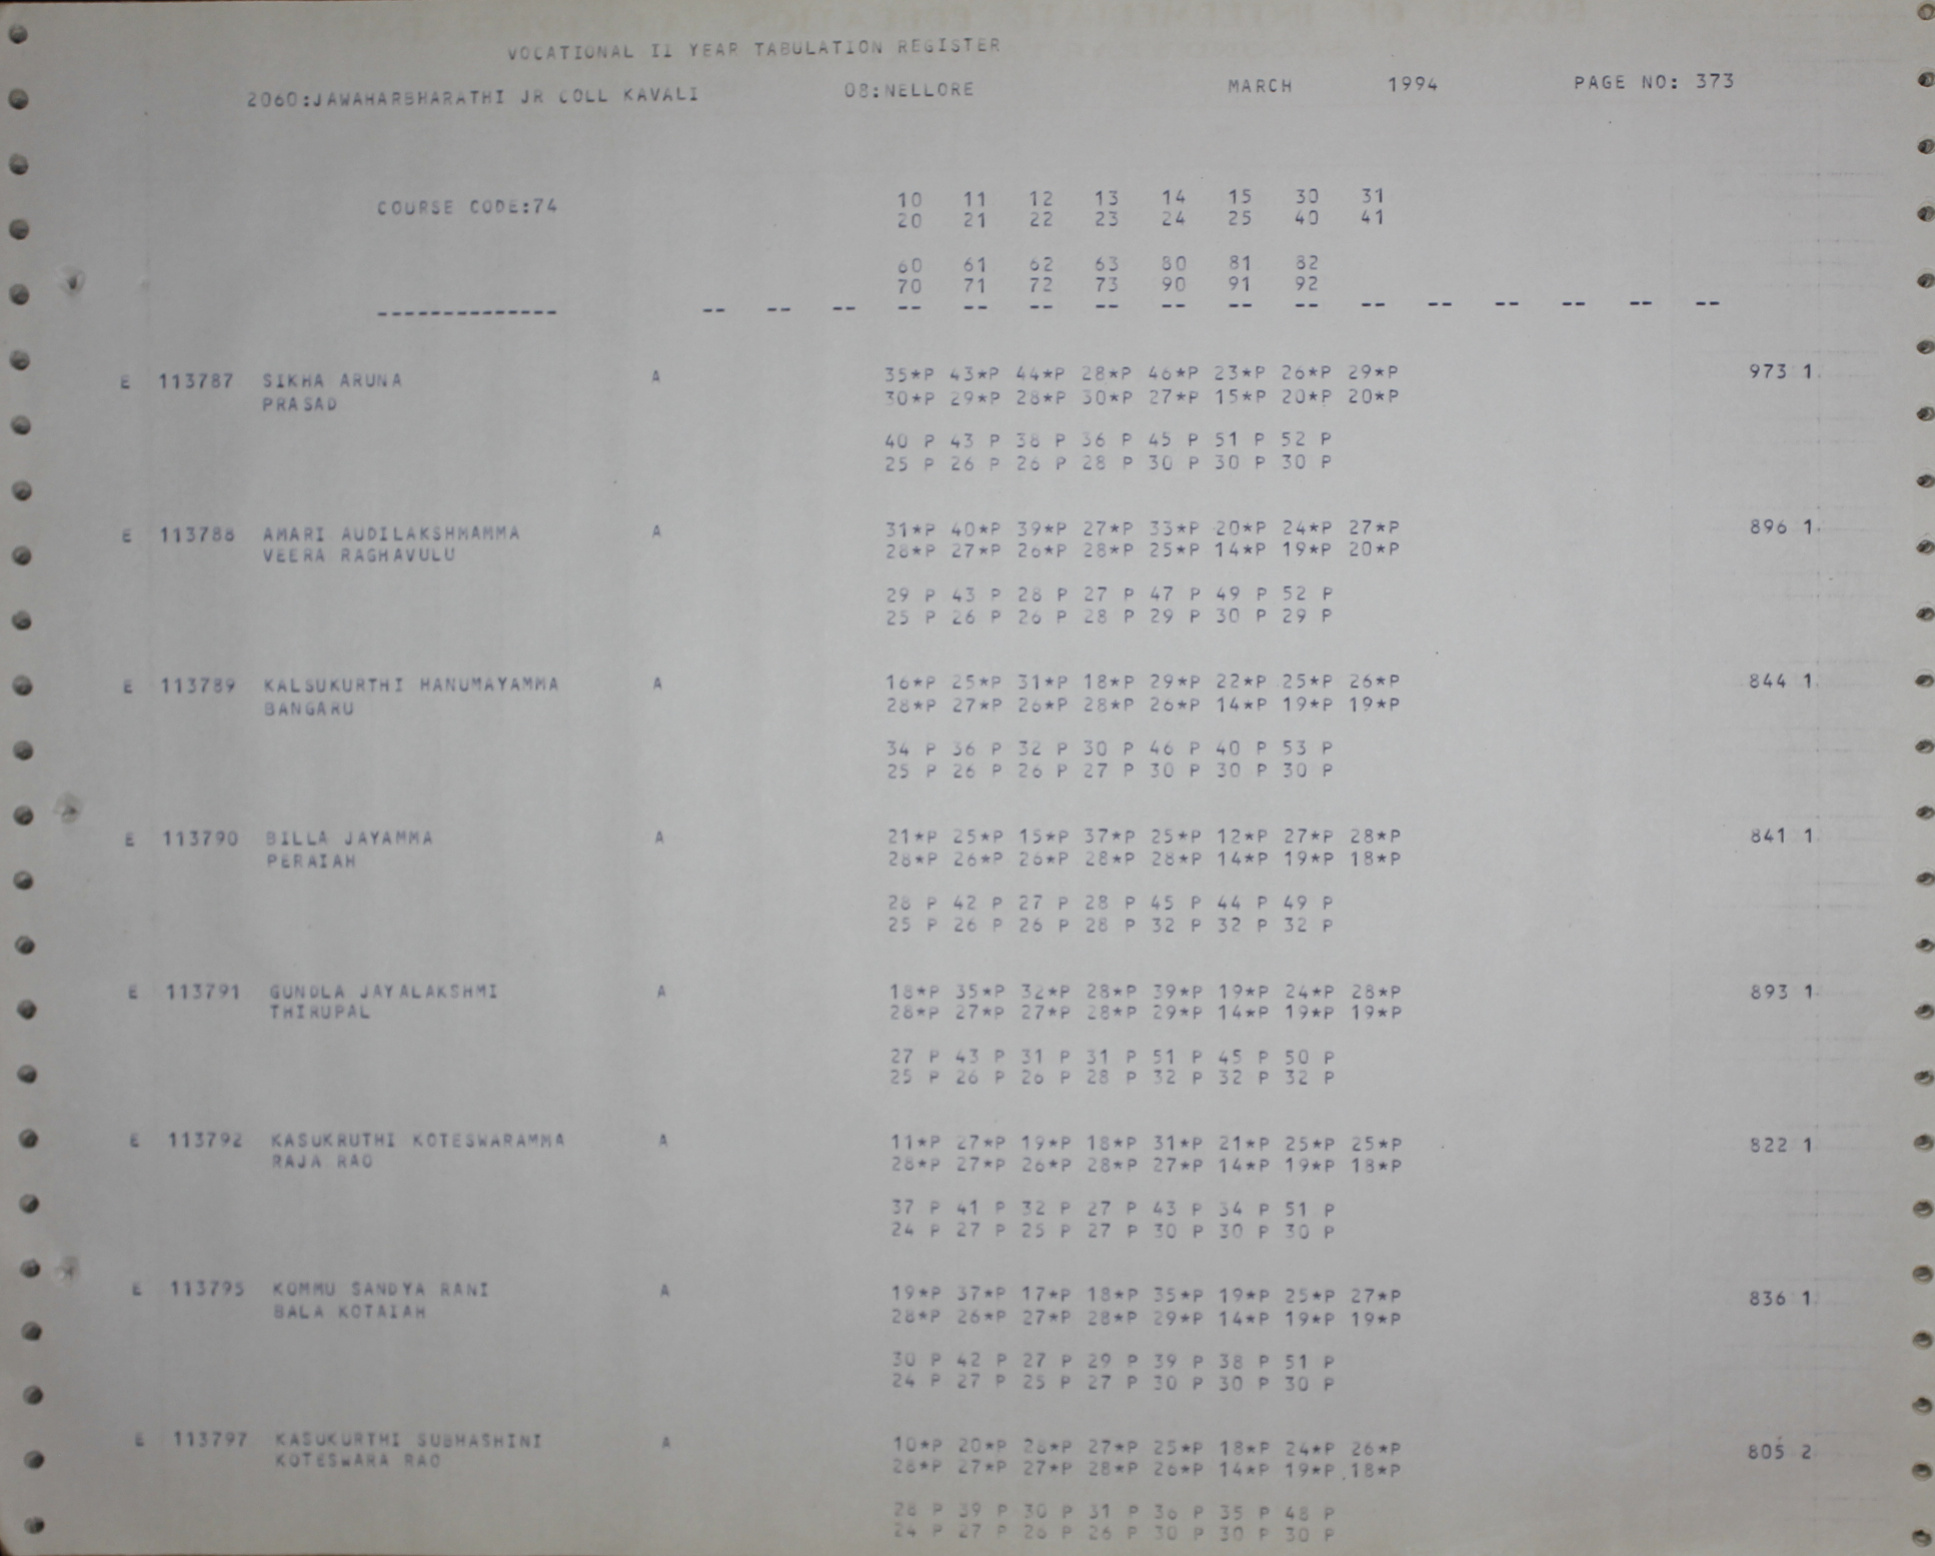 VOCATIONAL II YEAR TABULATION REGISTER
2060:JAWAHARBHARATHI JR COLL KAVALI 08:NELLORE MARCH 1994 PAGE NO: 373
10 11 12 13 14 15 30 31
COURSE CODE:74 20 21 22 23 24 25 40 41
60 61 62 63 80 81 82
70 71 72 73 90 91 92
-------------- -- -- -- -- -- -- -- -- -- -- -- -- -- -- -- --
E 113787 SIKHA ARUNA A 35*P 43*P 44*P 28*P 46*P 23*P 26*P 29*P 973 1
PRASAD 30*P 29*P 28*P 30*P 27*P 15*P 20*P 20*P
40 P 43 P 38 P 36 P 45 P 51 P 52 P
25 P 26 P 26 P 28 P 30 P 30 P 30 P
E 113788 AMARI AUDILAKSHMAMMA A 31*P 40*P 39*P 27*P 33*P 20*P 24*P 27*P 896 1
VEERA RAGHAVULU 28*P 27*P 26*P 28*P 25*P 14*P 19*P 20*P
29 P 43 P 28 P 27 P 47 P 49 P 52 P
25 P 26 P 26 P 28 P 29 P 30 P 29 P
E 113789 KALSUKURTHI HANUMAYAMMA A 16*P 25*P 31*P 18*P 29*P 22*P 25*P 26*P 844 1
BANGARU 28*P 27*P 26*P 28*P 26*P 14*P 19*P 19*P
34 P 36 P 32 P 30 P 46 P 40 P 53 P
25 P 26 P 26 P 27 P 30 P 30 P 30 P
E 113790 BILLA JAYAMMA A 21*P 25*P 15*P 37*P 25*P 12*P 27*P 28*P 841 1
PERAIAH 28*P 26*P 26*P 28*P 28*P 14*P 19*P 18*P
28 P 42 P 27 P 28 P 45 P 44 P 49 P
25 P 26 P 26 P 28 P 32 P 32 P 32 P
E 113791 GUNDLA JAYALAKSHMI A 18*P 35*P 32*P 28*P 39*P 19*P 24*P 28*P 893 1
THIRUPAL 28*P 27*P 27*P 28*P 29*P 14*P 19*P 19*P
27 P 43 P 31 P 31 P 51 P 45 P 50 P
25 P 26 P 26 P 28 P 32 P 32 P 32 P
E 113792 KASUKRUTHI KOTESWARAMMA A 11*P 27*P 19*P 18*P 31*P 21*P 25*P 25*P 822 1
RAJA RAO 28*P 27*P 26*P 28*P 27*P 14*P 19*P 18*P
37 P 41 P 32 P 27 P 43 P 34 P 51 P
24 P 27 P 25 P 27 P 30 P 30 P 30 P
E 113795 KOMMU SANDYA RANI A 19*P 37*P 17*P 18*P 35*P 19*P 25*P 27*P 836 1
BALA KOTAIAH 28*P 26*P 27*P 28*P 29*P 14*P 19*P 19*P
30 P 42 P 27 P 29 P 39 P 38 P 51 P
24 P 27 P 25 P 27 P 30 P 30 P 30 P
E 113797 KASUKURTHI SUBHASHINI A 10*P 20*P 28*P 27*P 25*P 18*P 24*P 26*P 805 2
KOTESWARA RAO 28*P 27*P 27*P 28*P 26*P 14*P 19*P 18*P
28 P 39 P 30 P 31 P 36 P 35 P 48 P
24 P 27 P 26 P 26 P 30 P 30 P 30 P